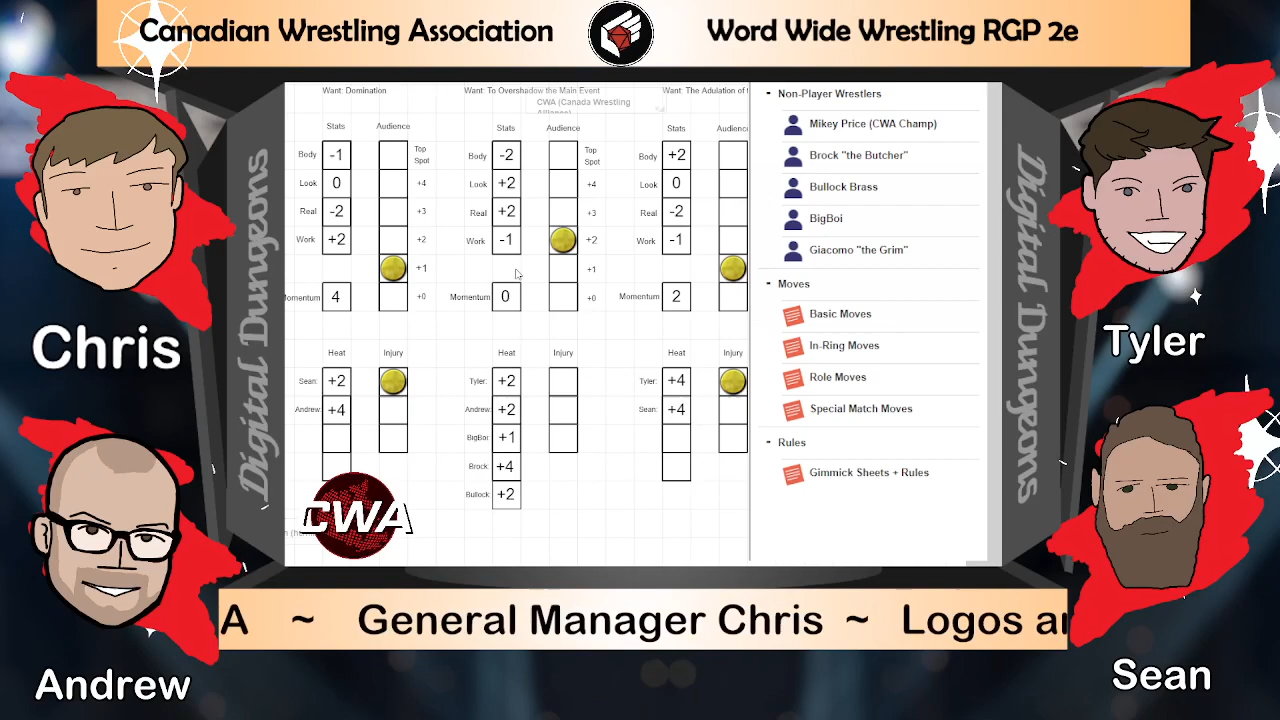 Canadian Wrestling Association
Word Wide Wrestling RGP 2e
Chris
Andrew
Tyler
Sean
Digital Dungeons
Digital Dungeons
Want: Domination
Want: To Overshadow the Main Event
Want: The Adulation of
CWA (Canada Wrestling
Stats Audience
Body -1 Top Spot
Look 0 +4
Real -2 +3
Work +2 +2
+1
Momentum 4 +0
Heat Injury
Sean: +2
Andrew: +4
Stats Audience
Body -2 Top Spot
Look +2 +4
Real +2 +3
Work -1 +2
+1
Momentum: 0 +0
Heat Injury
Tyler: +2
Andrew: +2
BigBoi: +1
Brock: +4
Bullock: +2
Stats Audienc
Body +2
Look 0
Real -2
Work -1
Momentum 2
Heat Injury
Tyler: +4
Sean: +4
CWA
Non-Player Wrestlers
Mikey Price (CWA Champ)
Brock "the Butcher"
Bullock Brass
BigBoi
Giacomo "the Grim"
Moves
Basic Moves
In-Ring Moves
Role Moves
Special Match Moves
Rules
Gimmick Sheets + Rules
A ~ General Manager Chris ~ Logos a